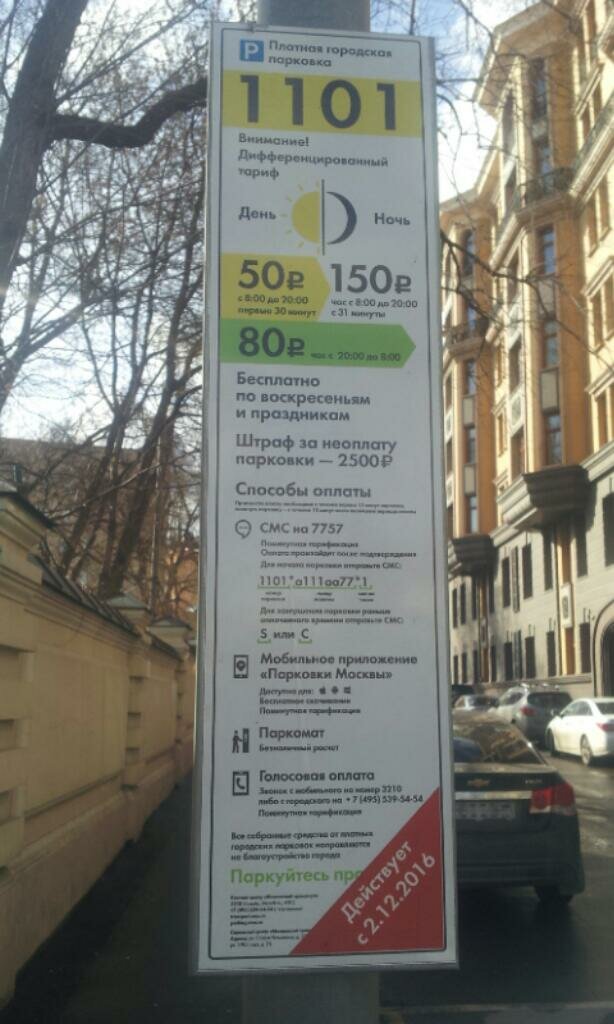 P Платная городская
парковка
1101
Внимание!
Дифференцированный
тариф
День Ночь
50₽ 150₽
с 8:00 до 20:00 час с 8:00 до 20:00
первые 30 минут с 31 минуты
80₽ час с 20:00 до 8:00
Бесплатно
по воскресеньям
и праздникам
Штраф за неоплату
парковки — 2500₽
Способы оплаты
СМС на 7757
Поминутная тарификация
Оплата произойдет после подтверждения
Для начала парковки отправьте СМС:
1101*а111аа77*1
Для завершения парковки раньше
оплаченного времени отправьте СМС:
S или C
Мобильное приложение
«Парковки Москвы»
Доступно для:
Бесплатное скачивание
Поминутная тарификация
Паркомат
Безналичный расчет
Голосовая оплата
Звонок с мобильного на номер 3210
либо с городского на +7 (495) 539-54-54
Поминутная тарификация
Все собранные средства от платных
городских парковок направляются
на благоустройство города
Паркуйтесь пра
Действует
с 2.12.2016